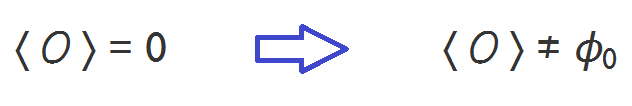 ⟨ O ⟩ = 0 ⇒ ⟨ O ⟩ ≠ ϕ₀